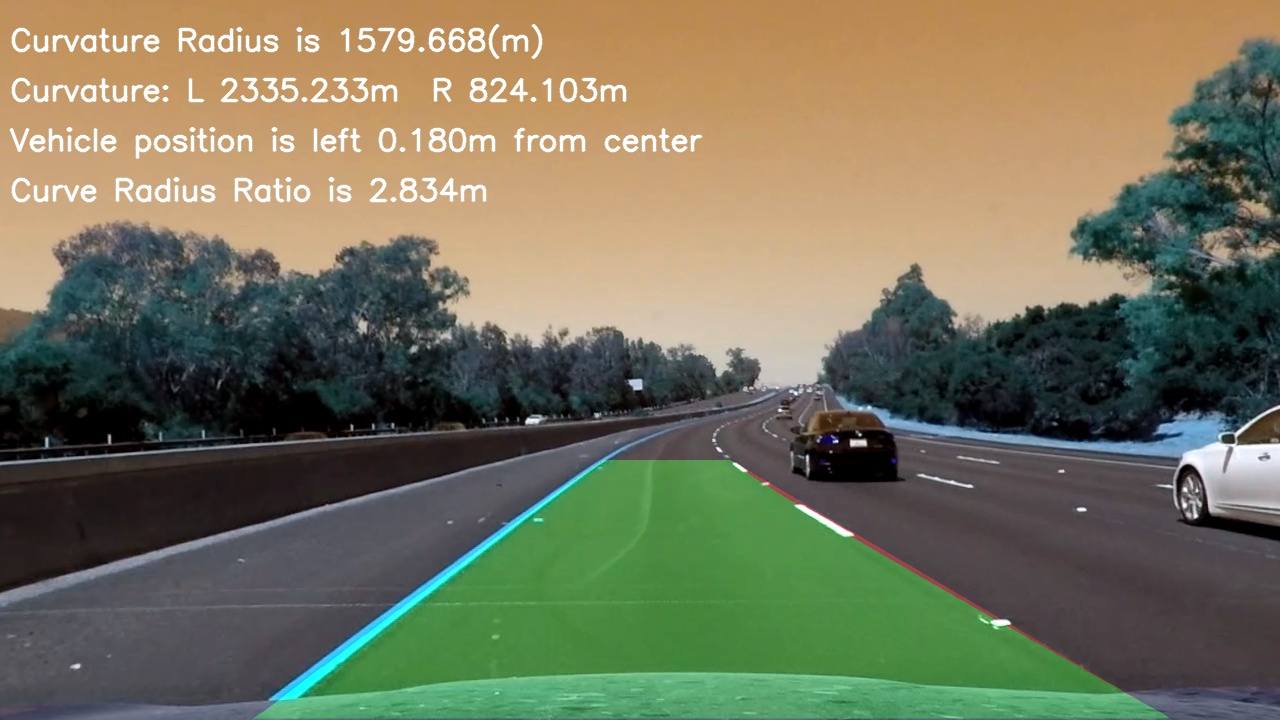 Curvature Radius is 1579.668(m)
Curvature: L 2335.233m R 824.103m
Vehicle position is left 0.180m from center
Curve Radius Ratio is 2.834m